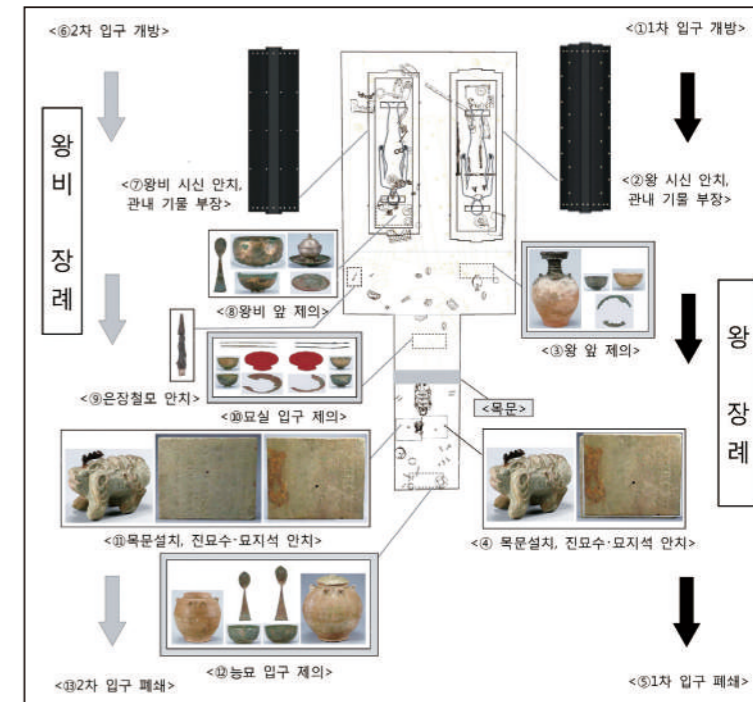 <⑥2차 입구 개방>
<①1차 입구 개방>
왕비 장례
<⑦왕비 시신 안치,
관내 기물 부장>
<②왕 시신 안치,
관내 기물 부장>
<⑧왕비 앞 제의>
<③왕 앞 제의>
왕 장례
<⑨은장철모 안치>
<⑩묘실 입구 제의>
<목문>
<⑪목문설치, 진묘수·묘지석 안치>
<④ 목문설치, 진묘수·묘지석 안치>
<⑫능묘 입구 제의>
<⑬2차 입구 폐쇄>
<⑤1차 입구 폐쇄>